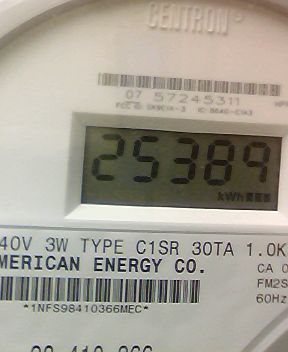 CENTRON®
07 57245311
25389
kWh
40V 3W TYPE C1SR 30TA 1.0K
MERICAN ENERGY CO.
CA 0
FM2S
60Hz
*1NFS98410366MEC*